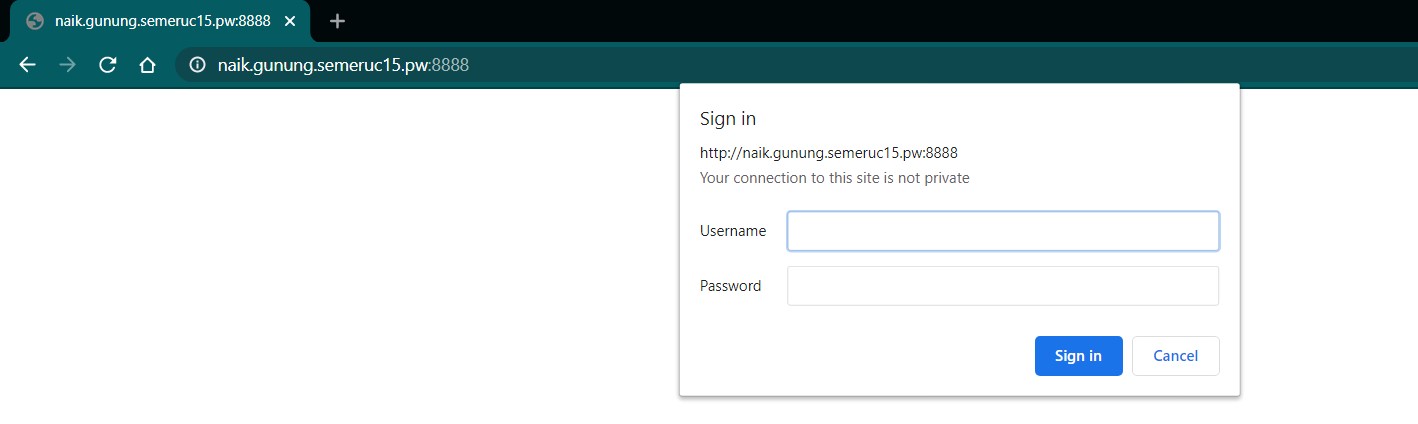 naik.gunung.semeruc15.pw:8888
naik.gunung.semeruc15.pw:8888
Sign in
http://naik.gunung.semeruc15.pw:8888
Your connection to this site is not private
Username
Password
Sign in Cancel